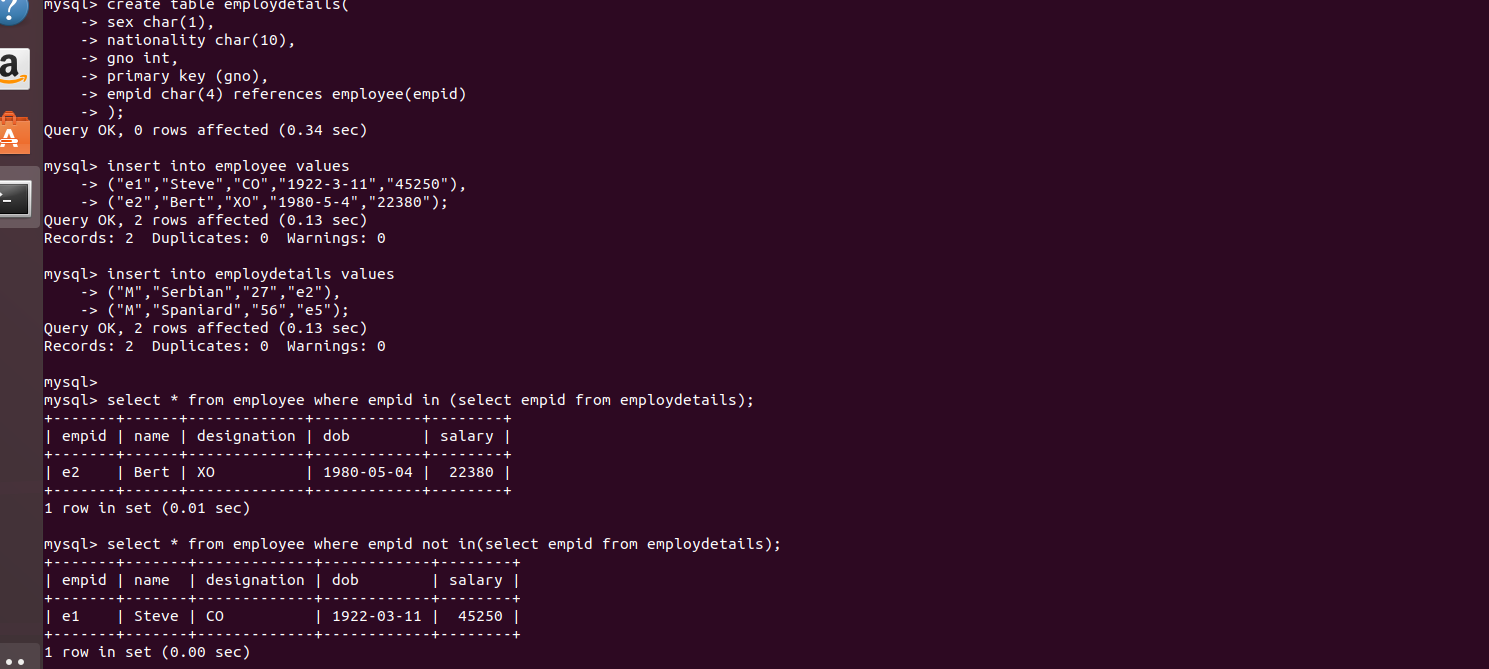 mysql> create table employdetails(
    -> sex char(1),
    -> nationality char(10),
    -> gno int,
    -> primary key (gno),
    -> empid char(4) references employee(empid)
    -> );
Query OK, 0 rows affected (0.34 sec)

mysql> insert into employee values
    -> ("e1","Steve","CO","1922-3-11","45250"),
    -> ("e2","Bert","XO","1980-5-4","22380");
Query OK, 2 rows affected (0.13 sec)
Records: 2  Duplicates: 0  Warnings: 0

mysql> insert into employdetails values
    -> ("M","Serbian","27","e2"),
    -> ("M","Spaniard","56","e5");
Query OK, 2 rows affected (0.13 sec)
Records: 2  Duplicates: 0  Warnings: 0

mysql>
mysql> select * from employee where empid in (select empid from employdetails);
+-------+------+-------------+------------+--------+
| empid | name | designation | dob        | salary |
+-------+------+-------------+------------+--------+
| e2    | Bert | XO          | 1980-05-04 |  22380 |
+-------+------+-------------+------------+--------+
1 row in set (0.01 sec)

mysql> select * from employee where empid not in(select empid from employdetails);
+-------+-------+-------------+------------+--------+
| empid | name  | designation | dob        | salary |
+-------+-------+-------------+------------+--------+
| e1    | Steve | CO          | 1922-03-11 |  45250 |
+-------+-------+-------------+------------+--------+
1 row in set (0.00 sec)